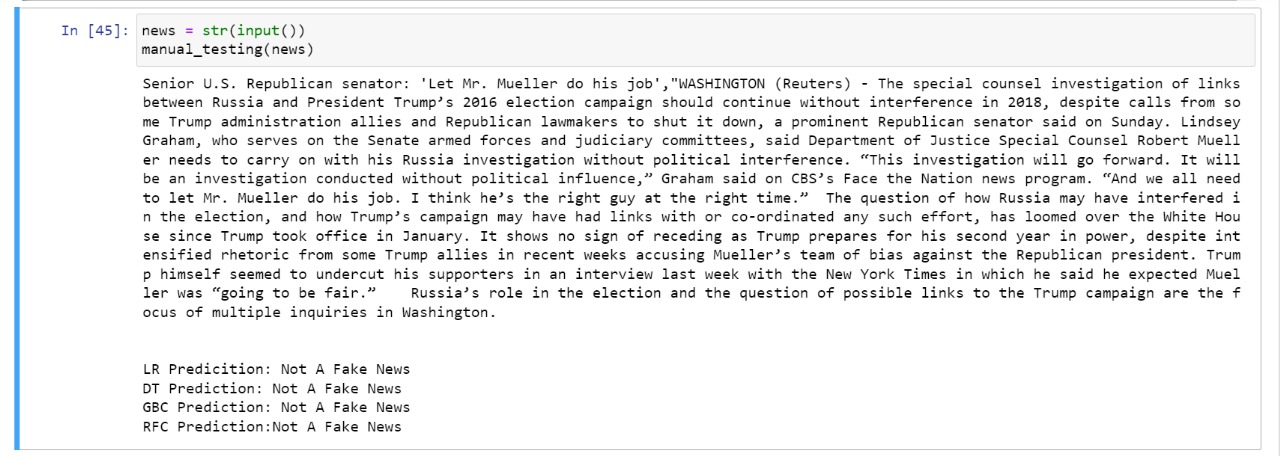 In [45]: news = str(input())
manual_testing(news)
Senior U.S. Republican senator: 'Let Mr. Mueller do his job',"WASHINGTON (Reuters) - The special counsel investigation of links
between Russia and President Trump’s 2016 election campaign should continue without interference in 2018, despite calls from so
me Trump administration allies and Republican lawmakers to shut it down, a prominent Republican senator said on Sunday. Lindsey
Graham, who serves on the Senate armed forces and judiciary committees, said Department of Justice Special Counsel Robert Muell
er needs to carry on with his Russia investigation without political interference. “This investigation will go forward. It will
be an investigation conducted without political influence,” Graham said on CBS’s Face the Nation news program. “And we all need
to let Mr. Mueller do his job. I think he’s the right guy at the right time.”  The question of how Russia may have interfered i
n the election, and how Trump’s campaign may have had links with or co-ordinated any such effort, has loomed over the White Hou
se since Trump took office in January. It shows no sign of receding as Trump prepares for his second year in power, despite int
ensified rhetoric from some Trump allies in recent weeks accusing Mueller’s team of bias against the Republican president. Trum
p himself seemed to undercut his supporters in an interview last week with the New York Times in which he said he expected Muel
ler was “going to be fair.”    Russia’s role in the election and the question of possible links to the Trump campaign are the f
ocus of multiple inquiries in Washington.
LR Predicition: Not A Fake News
DT Prediction: Not A Fake News
GBC Prediction: Not A Fake News
RFC Prediction:Not A Fake News